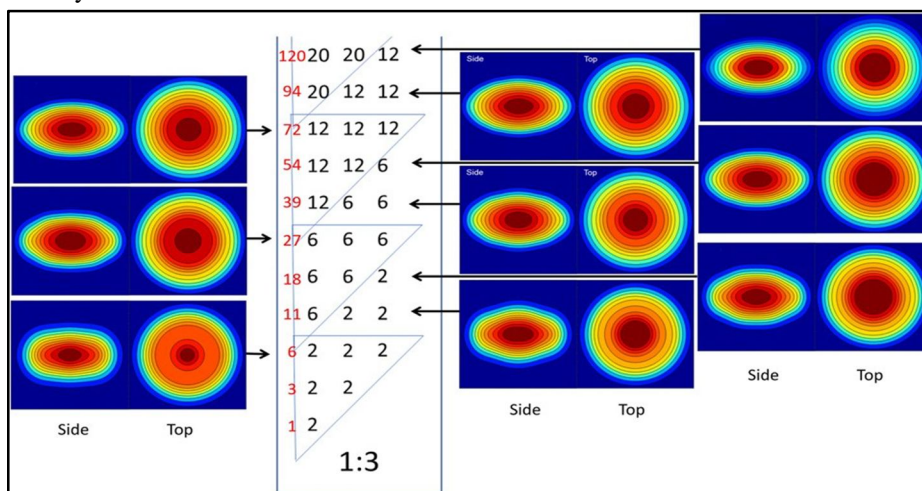 120 20 20 12
94 20 12 12
72 12 12 12
54 12 12 6
39 12 6 6
27 6 6 6
18 6 6 2
11 6 2 2
6 2 2 2
3 2 2
1 2
1:3
Side Top
Side Top
Side Top
Side Top
Side Top